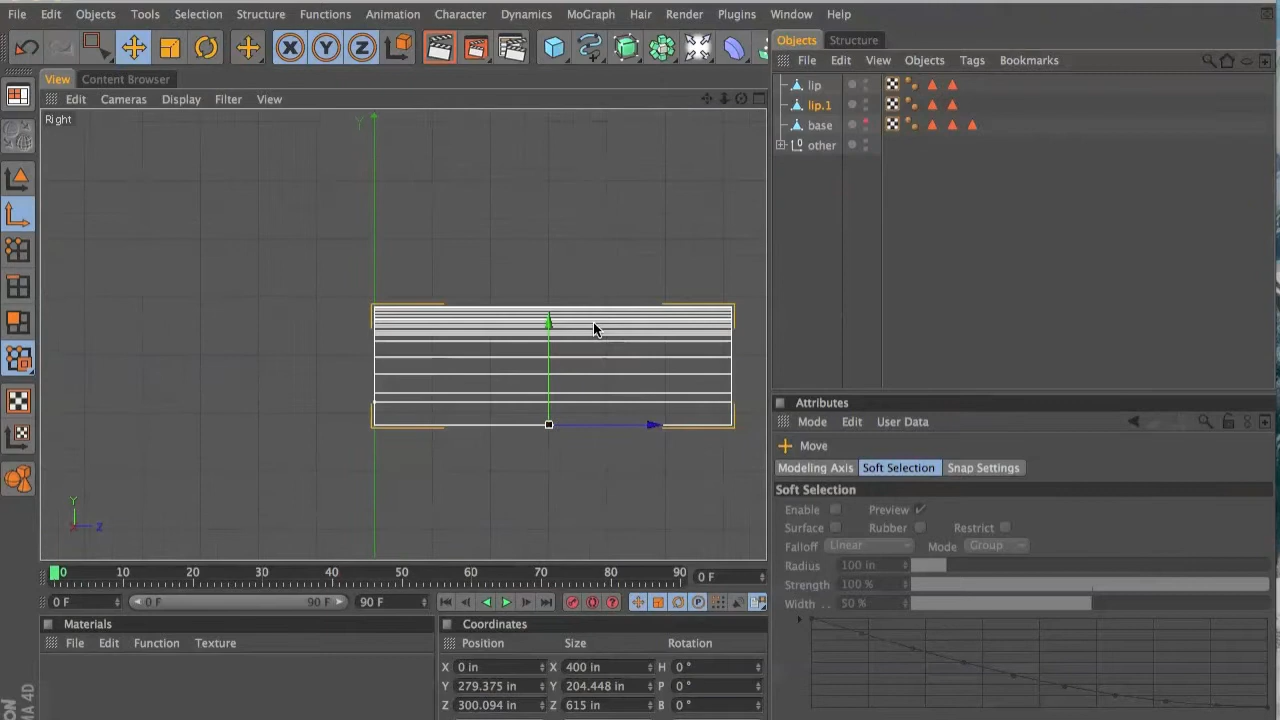 File Edit Objects Tools Selection Structure Functions Animation Character Dynamics MoGraph Hair Render Plugins Window Help
X Y Z
View Content Browser
Edit Cameras Display Filter View
Right
Y
Y
Z
0 10 20 30 40 50 60 70 80 90 0 F
0 F 0 F 90 F 90 F
Materials
File Edit Function Texture
Coordinates
Position Size Rotation
X 0 in X 400 in H 0 °
Y 279.375 in Y 204.448 in P 0 °
Z 300.094 in Z 615 in B 0 °
Objects Structure
File Edit View Objects Tags Bookmarks
lip
lip.1
base
other
Attributes
Mode Edit User Data
Move
Modeling Axis Soft Selection Snap Settings
Soft Selection
Enable Preview
Surface Rubber Restrict
Falloff Linear Mode Group
Radius 100 in
Strength 100 %
Width . . 50 %
MA 4D